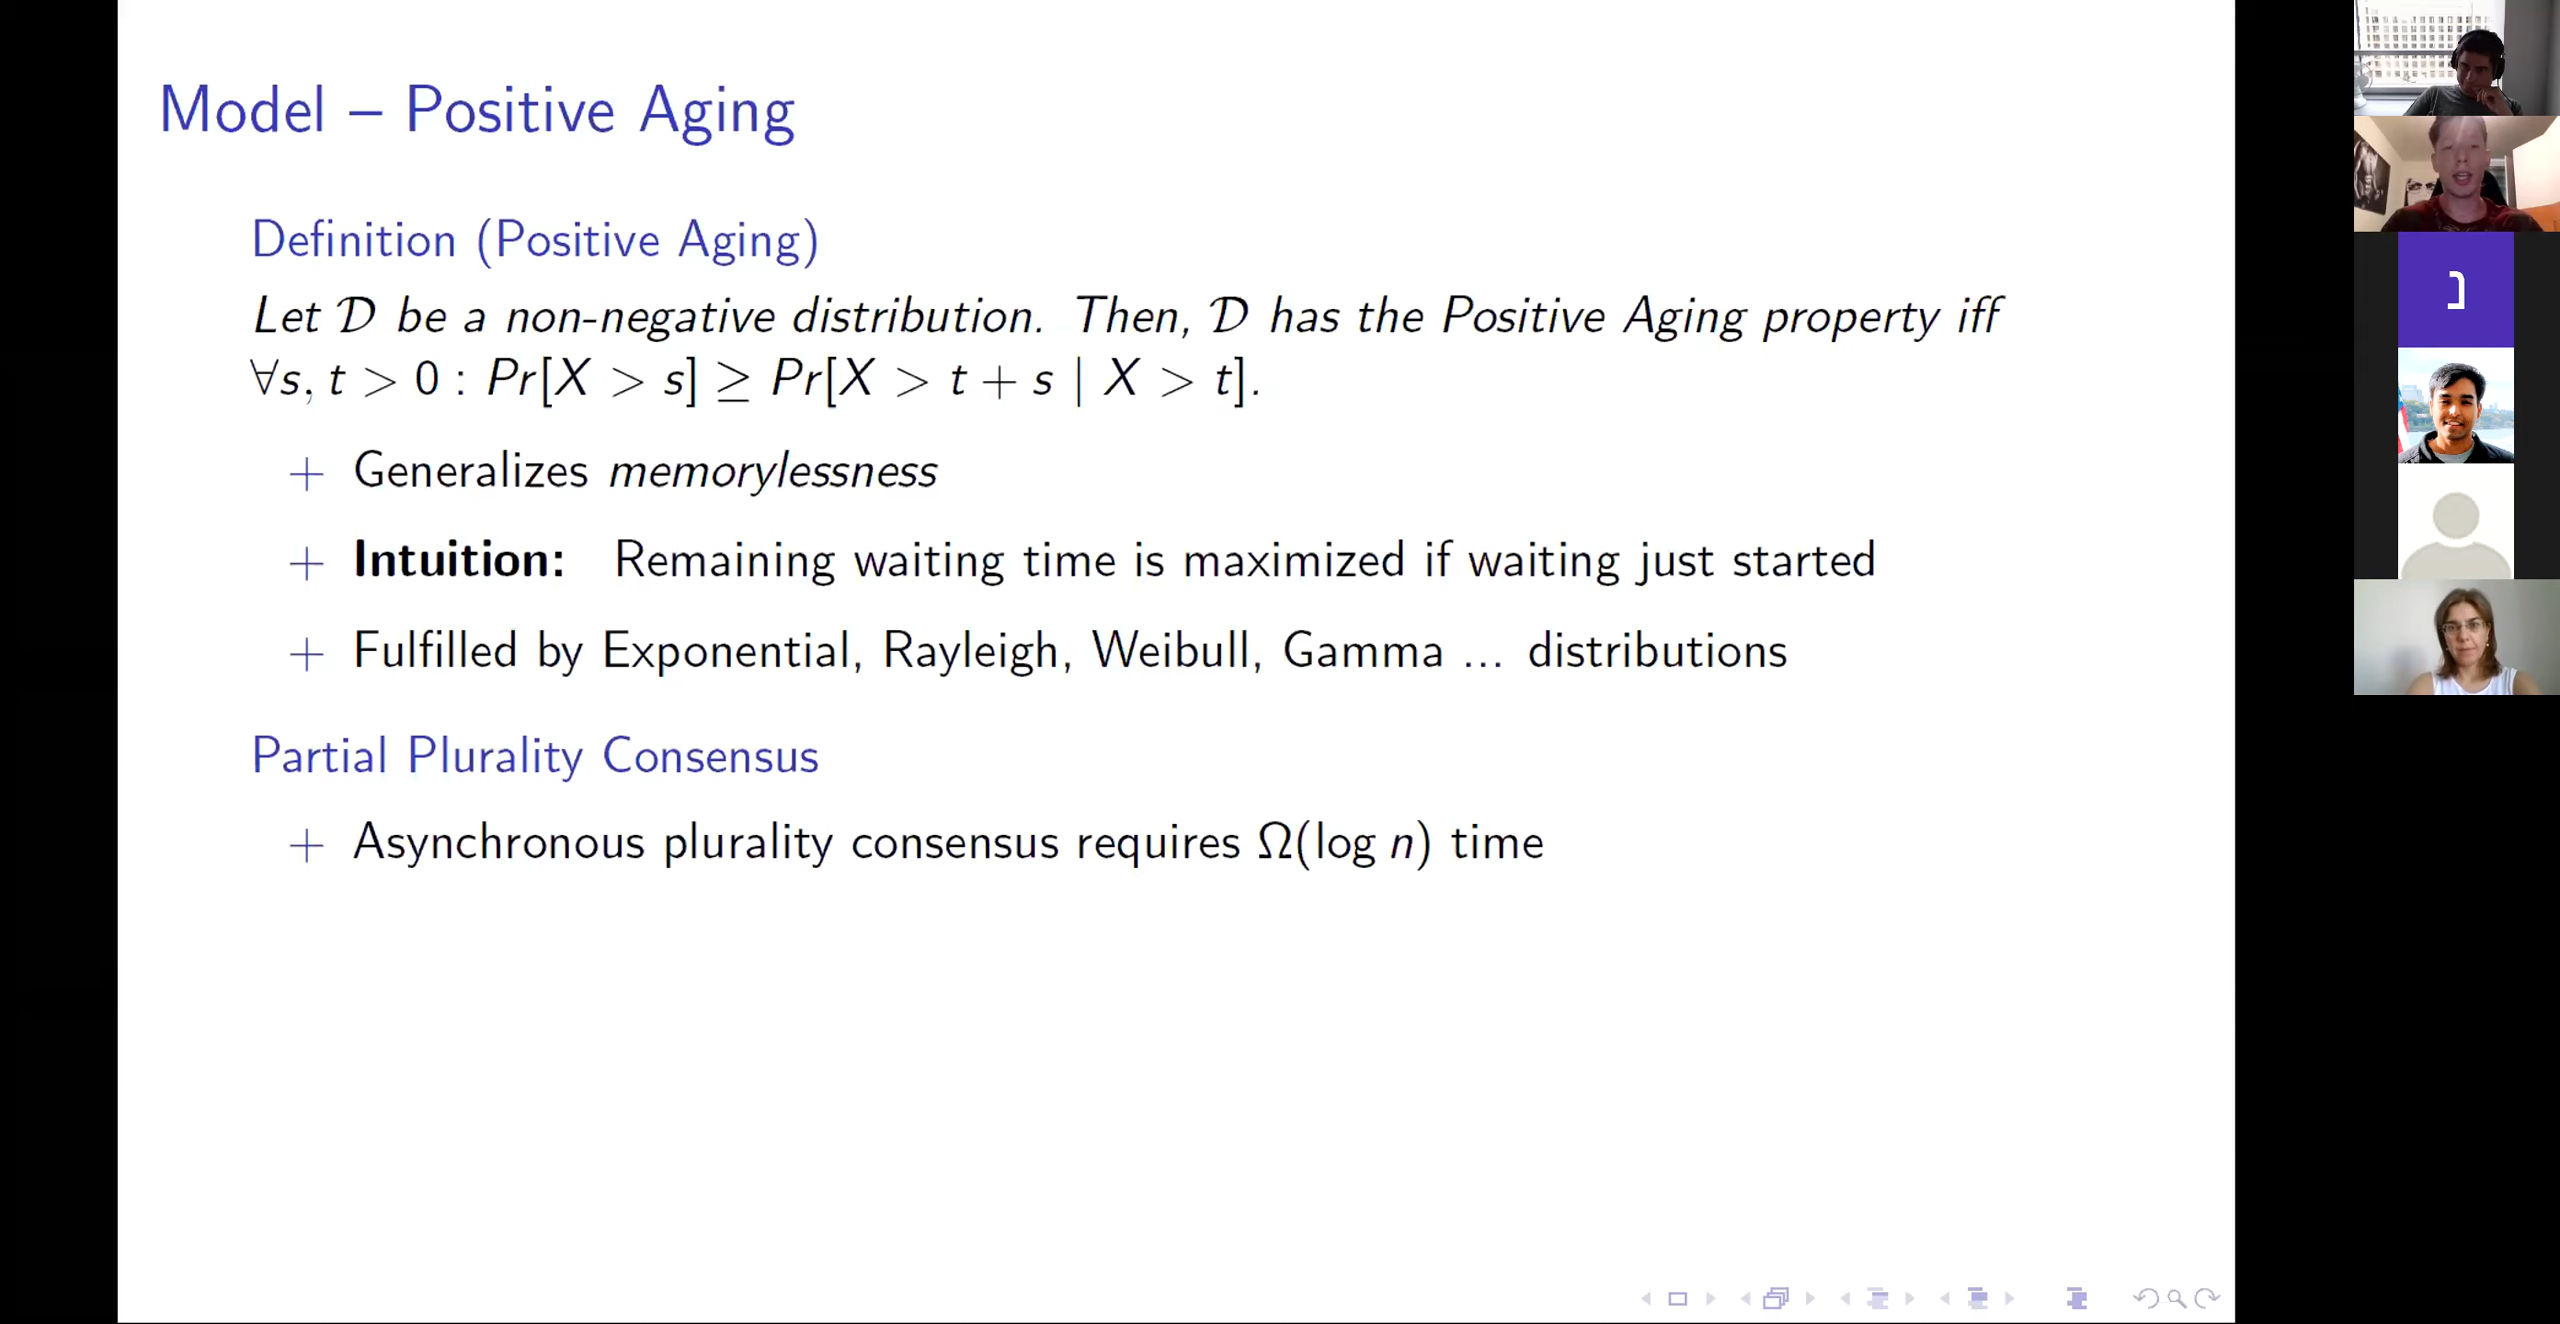 Model – Positive Aging
Definition (Positive Aging)
Let 𝒟 be a non-negative distribution. Then, 𝒟 has the Positive Aging property iff
∀s, t > 0 : Pr[X > s] ≥ Pr[X > t + s | X > t].
+ Generalizes memorylessness
+ Intuition: Remaining waiting time is maximized if waiting just started
+ Fulfilled by Exponential, Rayleigh, Weibull, Gamma ... distributions
Partial Plurality Consensus
+ Asynchronous plurality consensus requires Ω(log n) time
נ